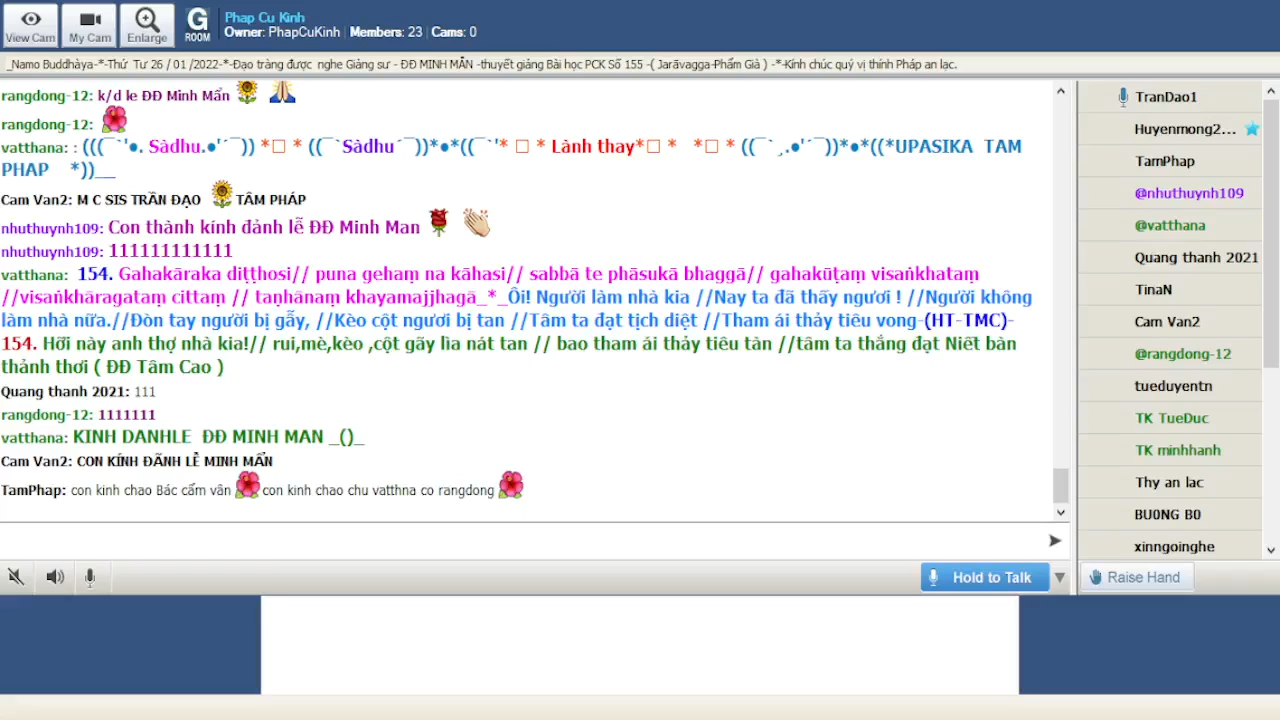 View Cam
My Cam
Enlarge
G
ROOM
Phap Cu Kinh
Owner: PhapCuKinh Members: 23 Cams: 0
_Namo Buddhàya-*-Thứ Tư 26 / 01 /2022-*-Đạo tràng được nghe Giảng sư - ĐĐ MINH MẪN -thuyết giảng Bài học PCK Số 155 -( Jarāvagga-Phẩm Già ) -*-Kính chúc quý vị thính Pháp an lạc.
rangdong-12: k/d le ĐĐ Minh Mẩn
rangdong-12:
vatthana: : (((¯`'●. Sàdhu.●'´¯)) *□ * ((¯`Sàdhu´¯))*●*((¯`'* □ * Lành thay*□ * *□ * ((¯`¸.●'´¯))*●*((*UPASIKA TAM
PHAP *))__
Cam Van2: M C SIS TRẦN ĐẠO TÂM PHÁP
nhuthuynh109: Con thành kính đảnh lễ ĐĐ Minh Man
nhuthuynh109: 111111111111
vatthana: 154. Gahakāraka diṭṭhosi// puna gehaṃ na kāhasi// sabbā te phāsukā bhaggā// gahakūṭaṃ visaṅkhataṃ
//visaṅkhāragataṃ cittaṃ // taṇhānaṃ khayamajjhagā_*_Ôi! Người làm nhà kia //Nay ta đã thấy ngươi ! //Người không
làm nhà nữa.//Đòn tay người bị gẫy, //Kèo cột ngươi bị tan //Tâm ta đạt tịch diệt //Tham ái thảy tiêu vong-(HT-TMC)-
154. Hỡi này anh thợ nhà kia!// rui,mè,kèo ,cột gãy lìa nát tan // bao tham ái thảy tiêu tàn //tâm ta thắng đạt Niết bàn
thảnh thơi ( ĐĐ Tâm Cao )
Quang thanh 2021: 111
rangdong-12: 1111111
vatthana: KINH DANHLE ĐĐ MINH MAN _()_
Cam Van2: CON KÍNH ĐÃNH LỄ MINH MẪN
TamPhap: con kinh chao Bác cẩm vân con kinh chao chu vatthna co rangdong
Hold to Talk
TranDao1
Huyenmong2...
TamPhap
@nhuthuynh109
@vatthana
Quang thanh 2021
TinaN
Cam Van2
@rangdong-12
tueduyentn
TK TueDuc
TK minhhanh
Thy an lac
BU0NG B0
xinngoinghe
Raise Hand